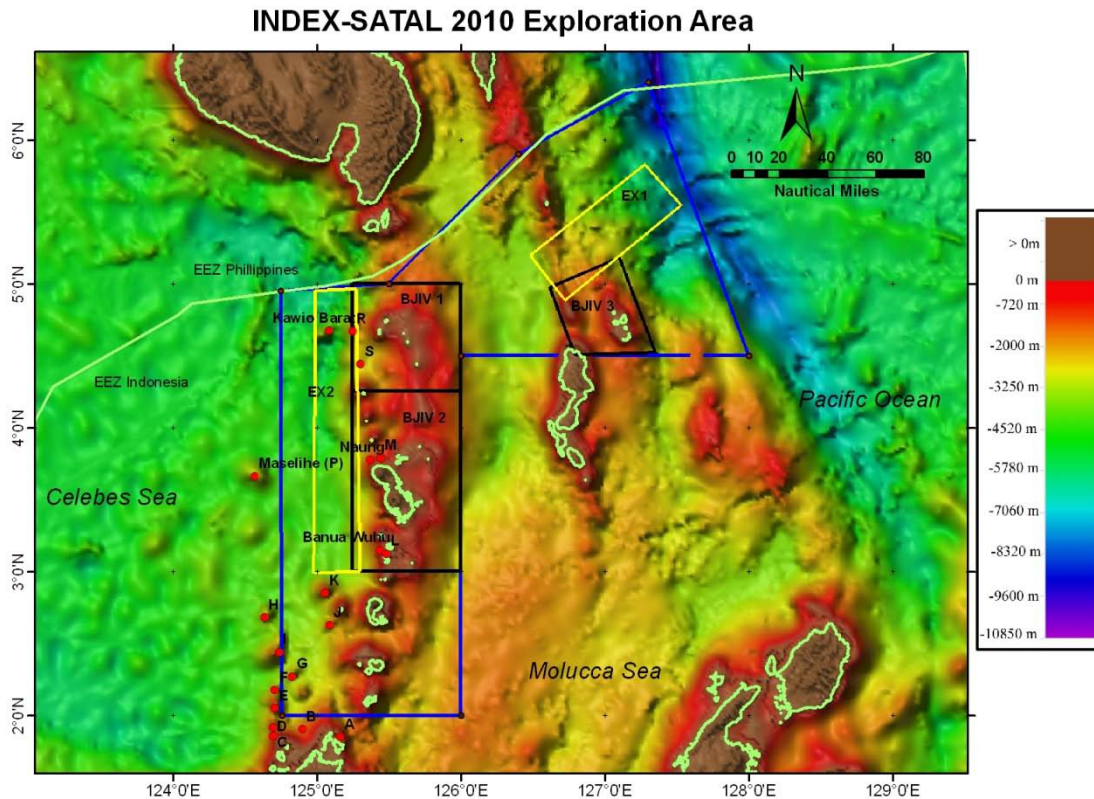 INDEX-SATAL 2010 Exploration Area
N
0 5 10 20 40 60 80
Nautical Miles
6°0'N
5°0'N
4°0'N
3°0'N
2°0'N
EX1
EEZ Phillippines
BJIV 1
BJIV 3
Kawio Barat
R
S
EEZ Indonesia
EX2
BJIV 2
Pacific Ocean
Naung
M
Maselihe (P)
Celebes Sea
Banua Wuhu
L
K
H
J
I
G
F
E
Molucca Sea
B
A
D
C
124°0'E
125°0'E
126°0'E
127°0'E
128°0'E
129°0'E
> 0m
0 m
-720 m
-2000 m
-3250 m
-4520 m
-5780 m
-7060 m
-8320 m
-9600 m
-10850 m